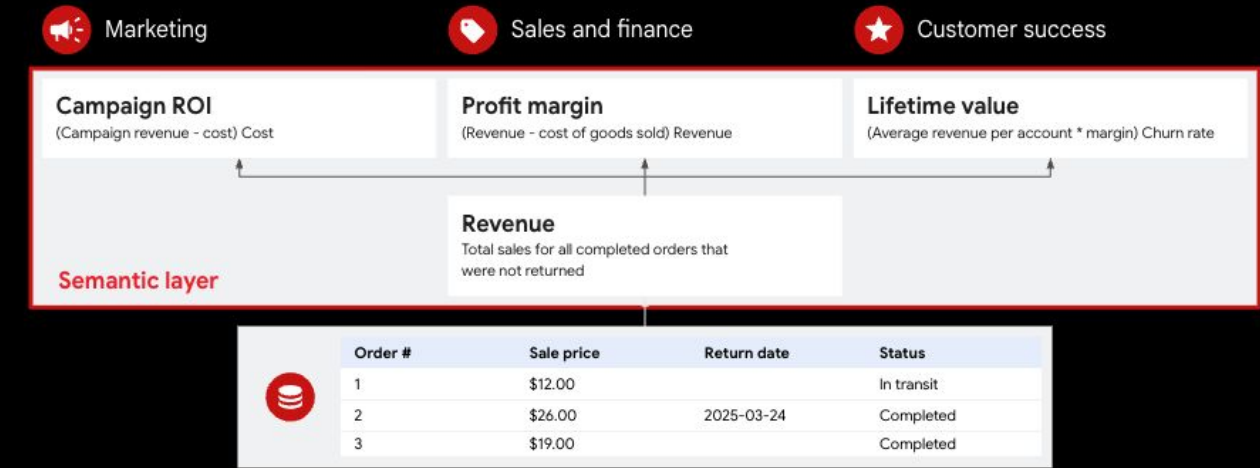 Marketing
Sales and finance
Customer success
Campaign ROI
(Campaign revenue - cost) Cost
Profit margin
(Revenue - cost of goods sold) Revenue
Lifetime value
(Average revenue per account * margin) Churn rate
Revenue
Total sales for all completed orders that
were not returned
Semantic layer
Order # Sale price Return date Status
1 $12.00 In transit
2 $26.00 2025-03-24 Completed
3 $19.00 Completed